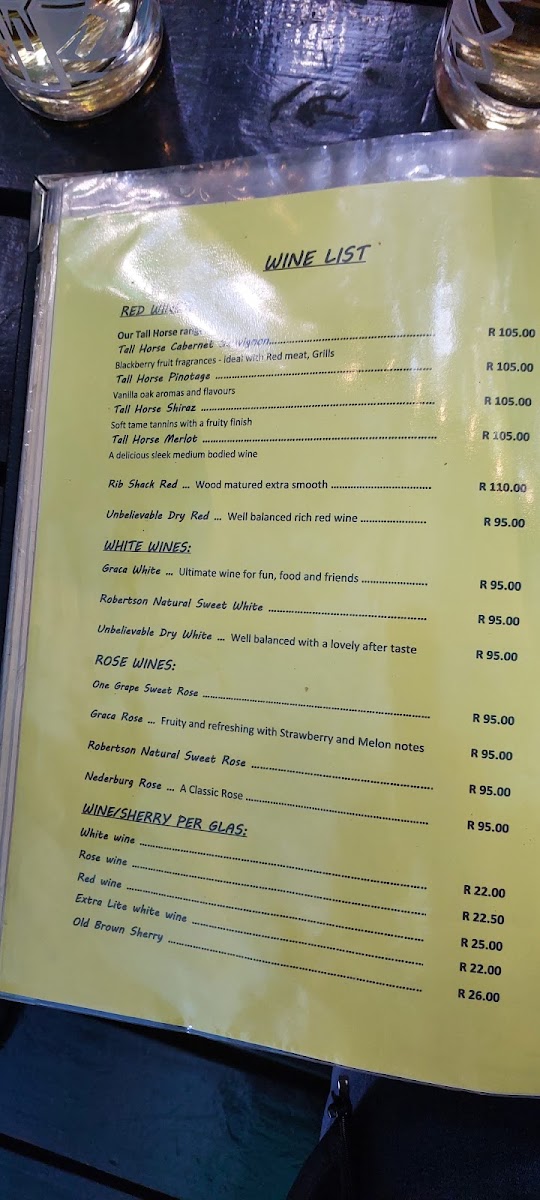 WINE LIST
RED
Our Tall Horse
Tall Horse Cabernet ........ R 105.00
Blackberry fruit fragrances - ideal with Red meat, Grills
Tall Horse Pinotage ........ R 105.00
Vanilla oak aromas and flavours
Tall Horse Shiraz ........ R 105.00
Soft tame tannins with a fruity finish
Tall Horse Merlot ........ R 105.00
A delicious sleek medium bodied wine
Rib Shack Red ... Wood matured extra smooth ........ R 110.00
Unbelievable Dry Red ... Well balanced rich red wine ........ R 95.00
WHITE WINES:
Graca White ... Ultimate wine for fun, food and friends ........ R 95.00
Robertson Natural Sweet White ........ R 95.00
Unbelievable Dry White ... Well balanced with a lovely after taste R 95.00
ROSE WINES:
One Grape Sweet Rose ........ R 95.00
Graca Rose ... Fruity and refreshing with Strawberry and Melon notes R 95.00
Robertson Natural Sweet Rose ........ R 95.00
Nederburg Rose ... A Classic Rose ........ R 95.00
WINE/SHERRY PER GLAS:
White wine ........ R 22.00
Rose wine ........ R 22.50
Red wine ........ R 25.00
Extra Lite white wine ........ R 22.00
Old Brown Sherry ........ R 26.00